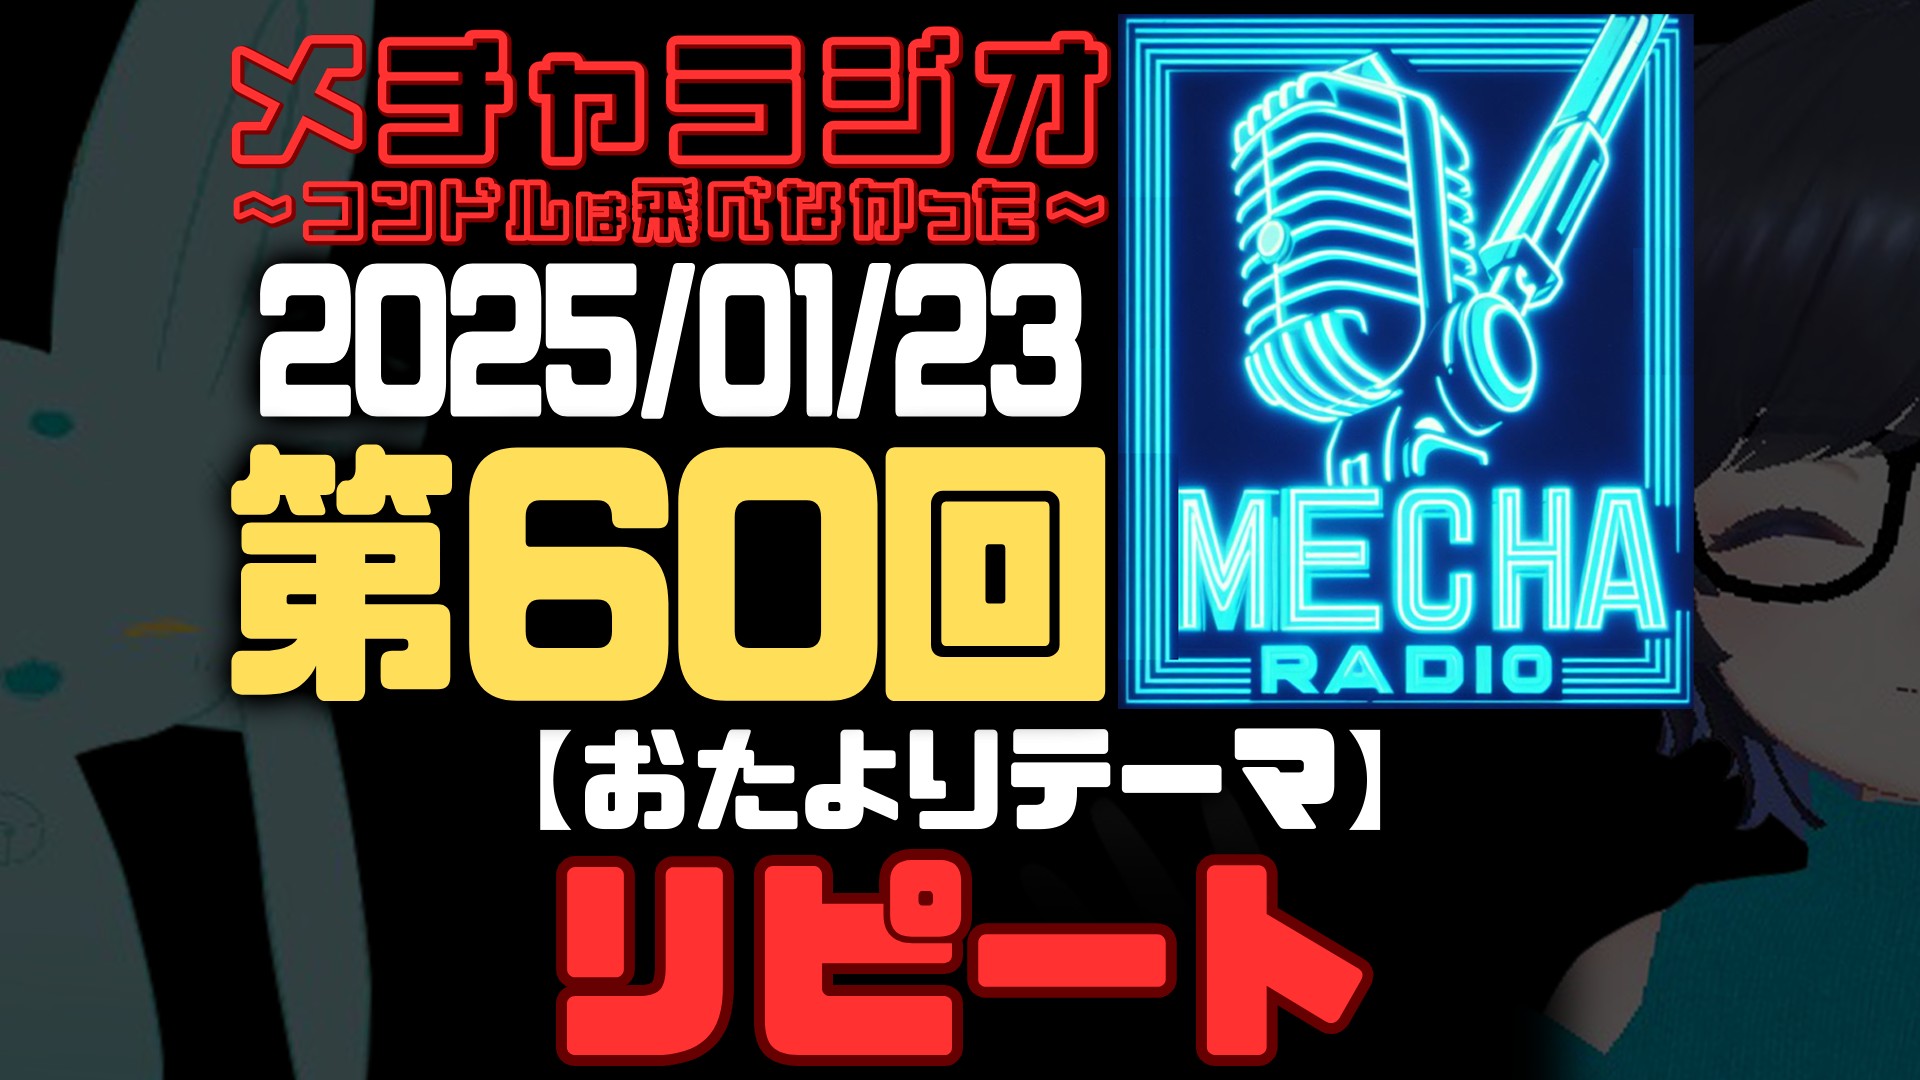 メチャラジオ
～コンドルは飛べなかった～
2025/01/23
第60回
MECHA
RADIO
【おたよりテーマ】
リピート